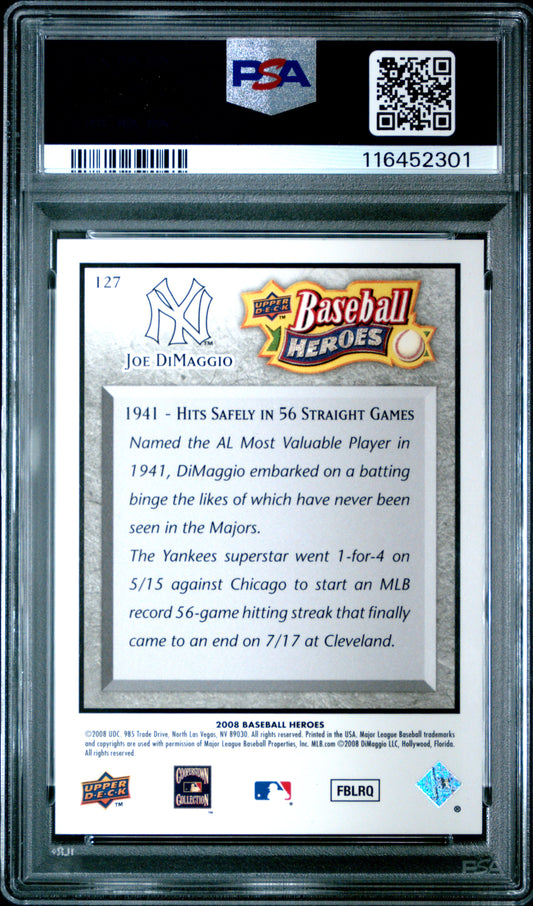 PSA
116452301
127
NY
TM
JOE DIMAGGIO
UPPER
DECK
TM
Baseball
HEROES
1941 - HITS SAFELY IN 56 STRAIGHT GAMES
Named the AL Most Valuable Player in
1941, DiMaggio embarked on a batting
binge the likes of which have never been
seen in the Majors.
The Yankees superstar went 1-for-4 on
5/15 against Chicago to start an MLB
record 56-game hitting streak that finally
came to an end on 7/17 at Cleveland.
2008 BASEBALL HEROES
©2008 UDC. 985 Trade Drive, North Las Vegas, NV 89030. All rights reserved. Printed in the USA. Major League Baseball trademarks
and copyrights are used with permission of Major League Baseball Properties, Inc. MLB.com ©2008 DiMaggio LLC, Hollywood, Florida.
All rights reserved.
UPPER
DECK
TM
COOPERSTOWN
COLLECTION
TM
FBLRQ
®
PSA